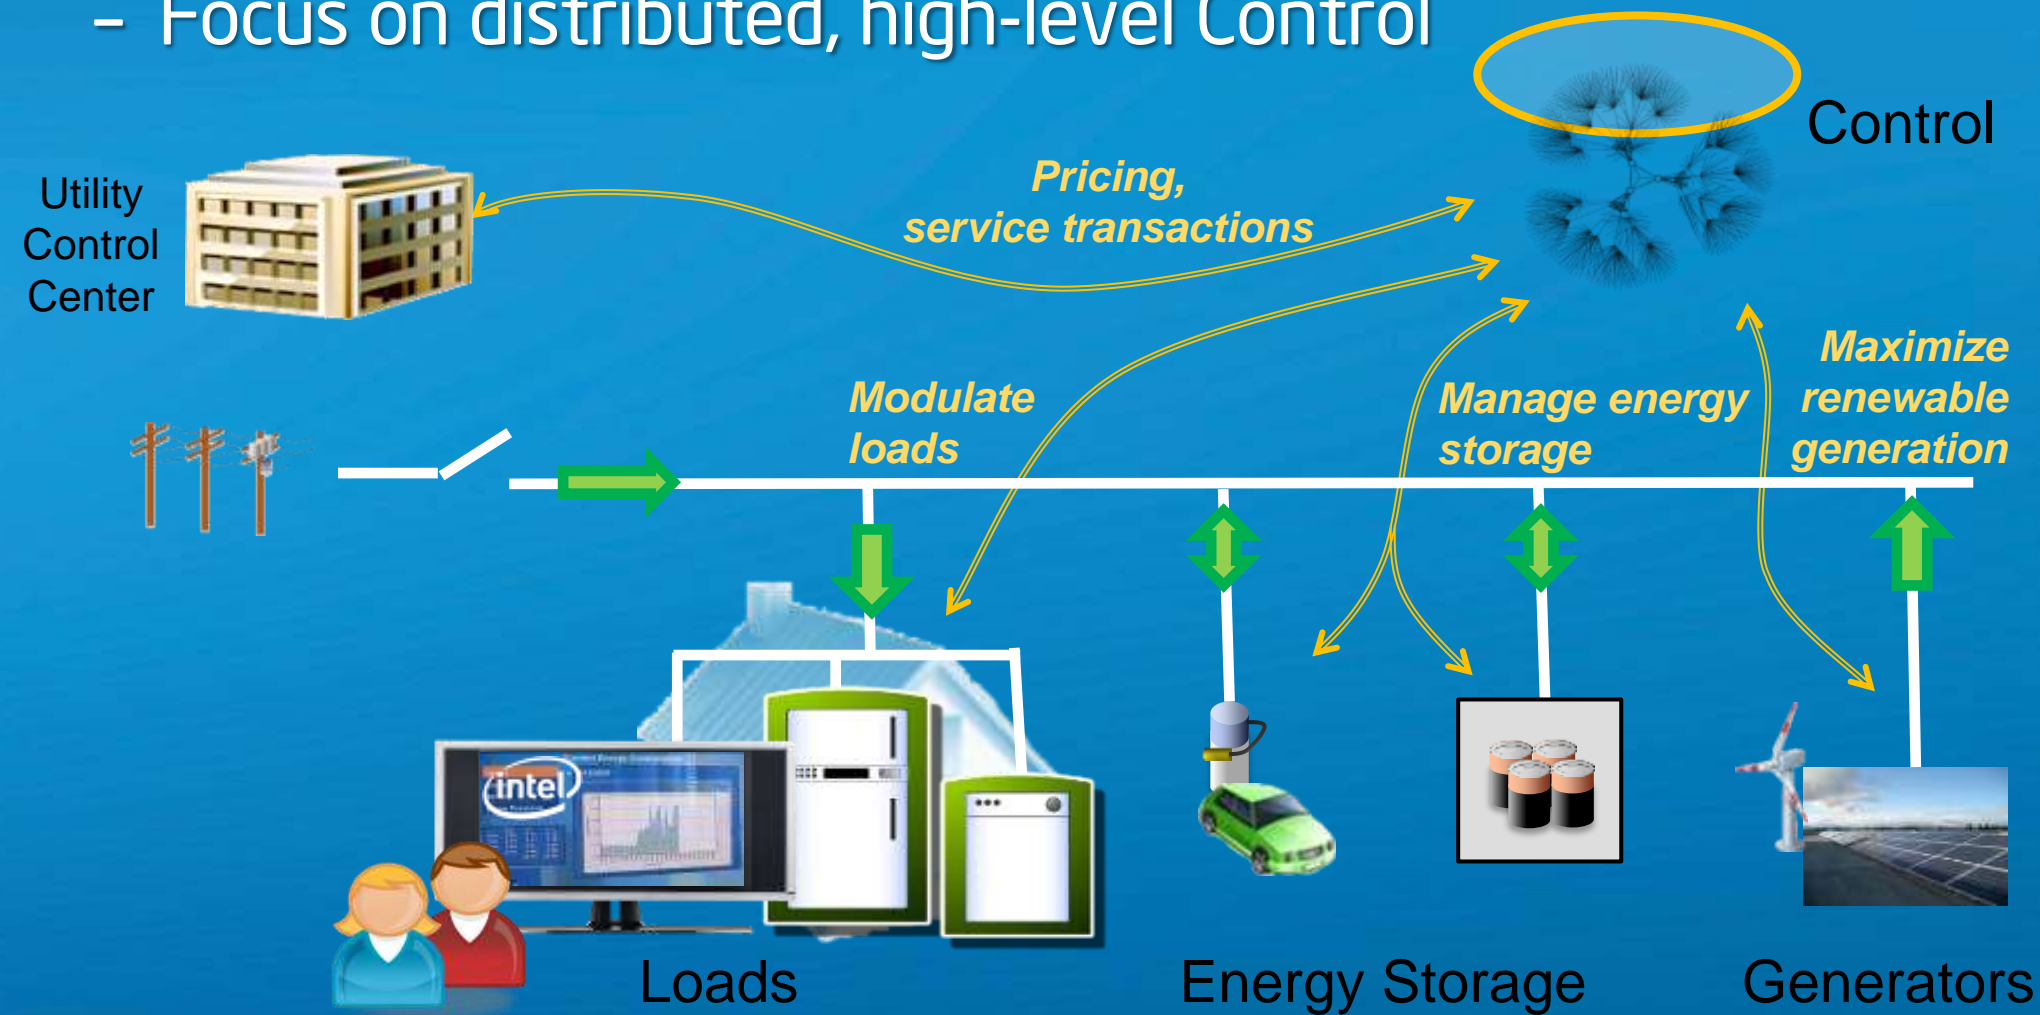 – Focus on distributed, high-level Control
Control
Utility
Control
Center
Pricing,
service transactions
Maximize
renewable
generation
Modulate
loads
Manage energy
storage
intel
Loads
Energy Storage
Generators